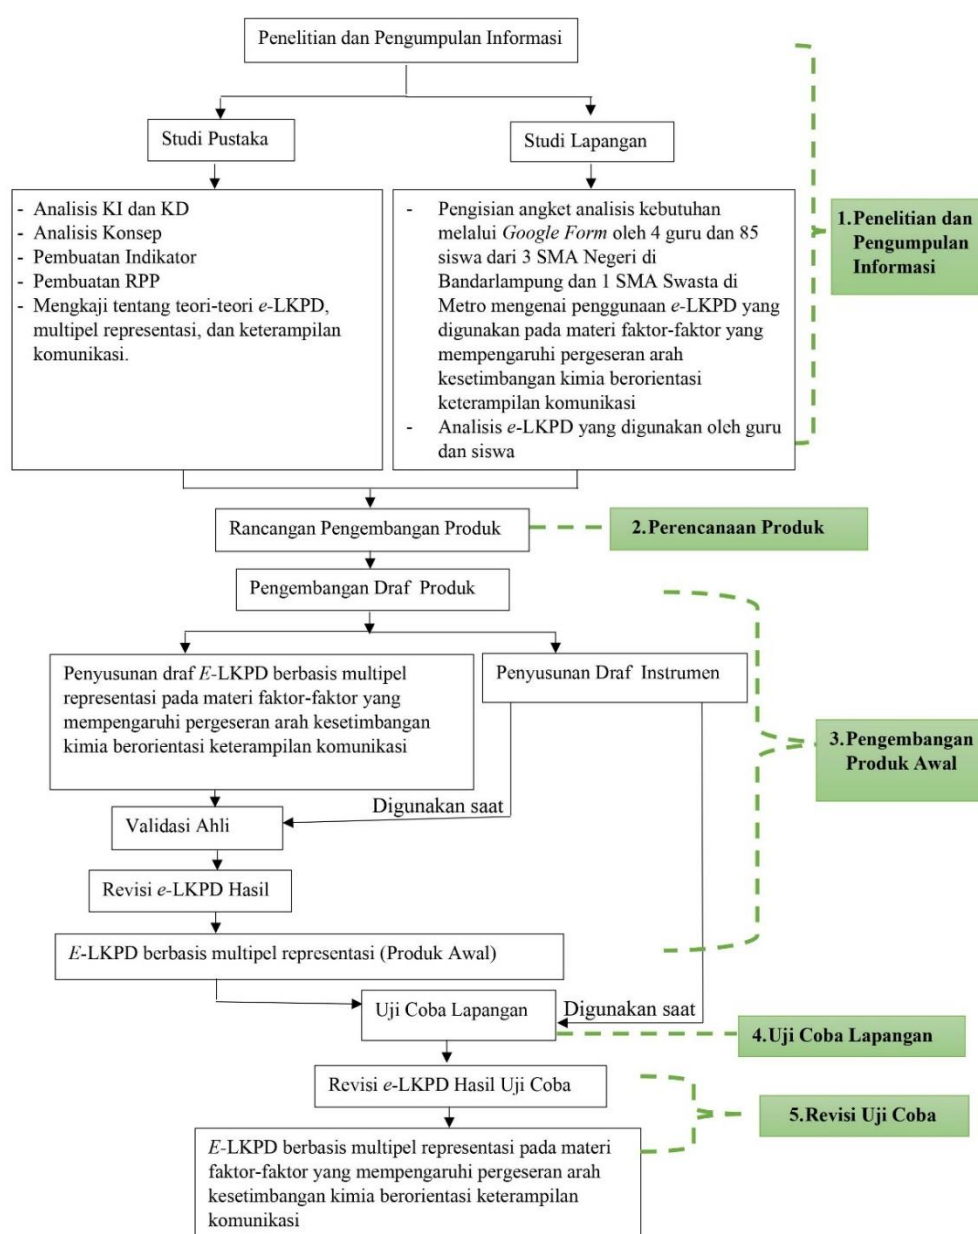 Penelitian dan Pengumpulan Informasi
Studi Pustaka
Studi Lapangan
- Analisis KI dan KD
- Analisis Konsep
- Pembuatan Indikator
- Pembuatan RPP
- Mengkaji tentang teori-teori e-LKPD,
multipel representasi, dan keterampilan
komunikasi.
- Pengisian angket analisis kebutuhan
melalui Google Form oleh 4 guru dan 85
siswa dari 3 SMA Negeri di
Bandarlampung dan 1 SMA Swasta di
Metro mengenai penggunaan e-LKPD yang
digunakan pada materi faktor-faktor yang
mempengaruhi pergeseran arah
kesetimbangan kimia berorientasi
keterampilan komunikasi
- Analisis e-LKPD yang digunakan oleh guru
dan siswa
1.Penelitian dan
Pengumpulan
Informasi
Rancangan Pengembangan Produk
2.Perencanaan Produk
Pengembangan Draf Produk
Penyusunan draf E-LKPD berbasis multipel
representasi pada materi faktor-faktor yang
mempengaruhi pergeseran arah kesetimbangan
kimia berorientasi keterampilan komunikasi
Penyusunan Draf Instrumen
3.Pengembangan
Produk Awal
Digunakan saat
Validasi Ahli
Revisi e-LKPD Hasil
E-LKPD berbasis multipel representasi (Produk Awal)
Uji Coba Lapangan
Digunakan saat
4.Uji Coba Lapangan
Revisi e-LKPD Hasil Uji Coba
5.Revisi Uji Coba
E-LKPD berbasis multipel representasi pada materi
faktor-faktor yang mempengaruhi pergeseran arah
kesetimbangan kimia berorientasi keterampilan
komunikasi